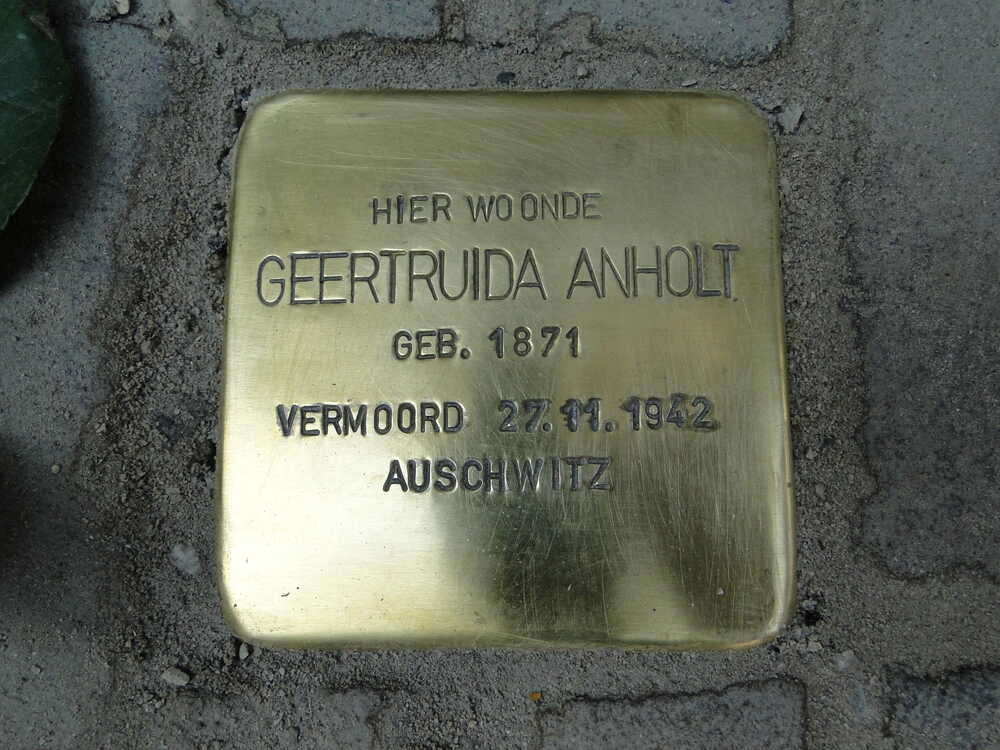 HIER WOONDE
GEERTRUIDA ANHOLT
GEB. 1871
VERMOORD 27.11.1942
AUSCHWITZ